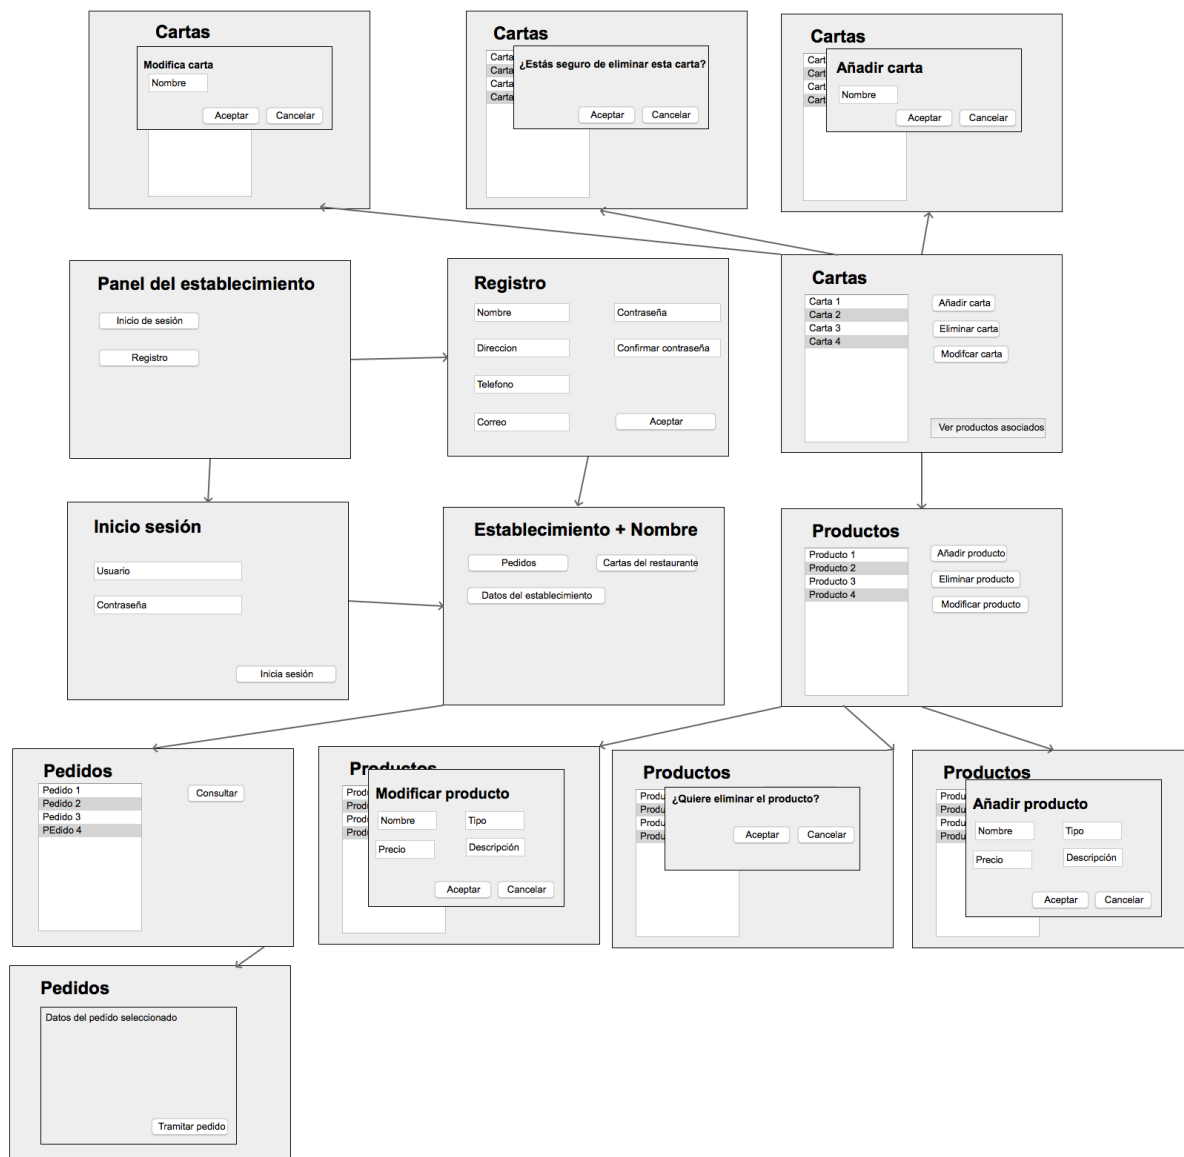 Cartas
Modifica carta
Nombre
Aceptar
Cancelar
Cartas
Carta
Carta
Carta
Carta
¿Estás seguro de eliminar esta carta?
Aceptar
Cancelar
Cartas
Cart
Cart
Cart
Cart
Añadir carta
Nombre
Aceptar
Cancelar
Panel del establecimiento
Inicio de sesión
Registro
Registro
Nombre
Contraseña
Direccion
Confirmar contraseña
Telefono
Correo
Aceptar
Cartas
Carta 1
Carta 2
Carta 3
Carta 4
Añadir carta
Eliminar carta
Modifcar carta
Ver productos asociados
Inicio sesión
Usuario
Contraseña
Inicia sesión
Establecimiento + Nombre
Pedidos
Cartas del restaurante
Datos del establecimiento
Productos
Producto 1
Producto 2
Producto 3
Producto 4
Añadir producto
Eliminar producto
Modificar producto
Pedidos
Pedido 1
Pedido 2
Pedido 3
PEdido 4
Consultar
Productos
Produ
Produ
Produ
Produ
Modificar producto
Nombre
Tipo
Precio
Descripción
Aceptar
Cancelar
Productos
Produ
Produ
Produ
Produ
¿Quiere eliminar el producto?
Aceptar
Cancelar
Productos
Produ
Produ
Produ
Produ
Añadir producto
Nombre
Tipo
Precio
Descripción
Aceptar
Cancelar
Pedidos
Datos del pedido seleccionado
Tramitar pedido